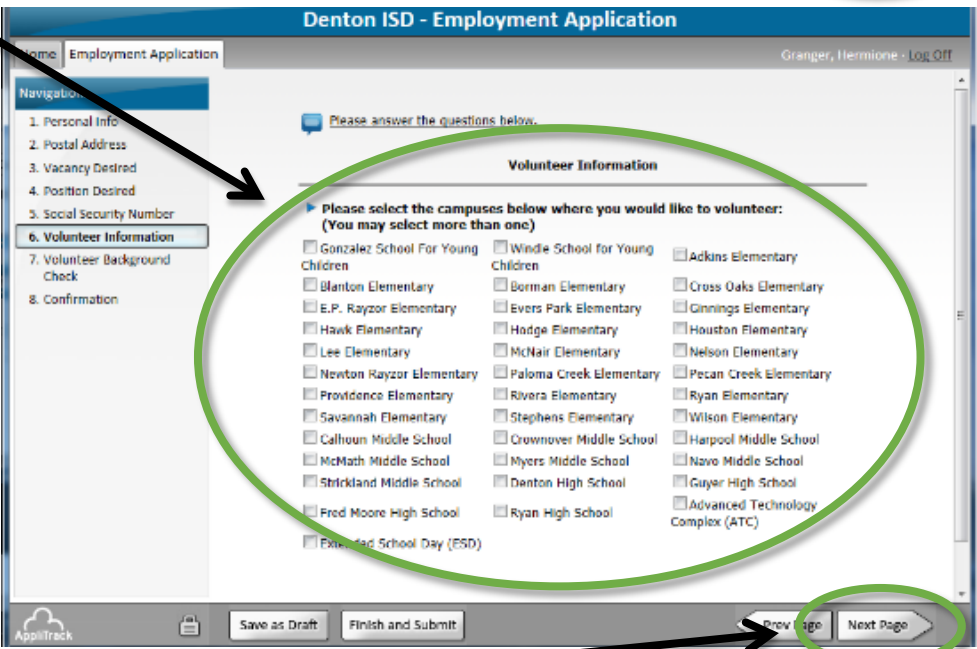 Denton ISD - Employment Application
Home Employment Application Granger, Hermione - Log Off
Navigation
1. Personal Info
2. Postal Address
3. Vacancy Desired
4. Position Desired
5. Social Security Number
6. Volunteer Information
7. Volunteer Background
Check
8. Confirmation
Please answer the questions below.
Volunteer Information
Please select the campuses below where you would like to volunteer:
(You may select more than one)
Gonzalez School For Young Children Windle School for Young Children Adkins Elementary
Blanton Elementary Borman Elementary Cross Oaks Elementary
E.P. Rayzor Elementary Evers Park Elementary Ginnings Elementary
Hawk Elementary Hodge Elementary Houston Elementary
Lee Elementary McNair Elementary Nelson Elementary
Newton Rayzor Elementary Paloma Creek Elementary Pecan Creek Elementary
Providence Elementary Rivera Elementary Ryan Elementary
Savannah Elementary Stephens Elementary Wilson Elementary
Calhoun Middle School Crownover Middle School Harpool Middle School
McMath Middle School Myers Middle School Navo Middle School
Strickland Middle School Denton High School Guyer High School
Fred Moore High School Ryan High School Advanced Technology Complex (ATC)
Extended School Day (ESD)
AppliTrack Save as Draft Finish and Submit Prev Page Next Page